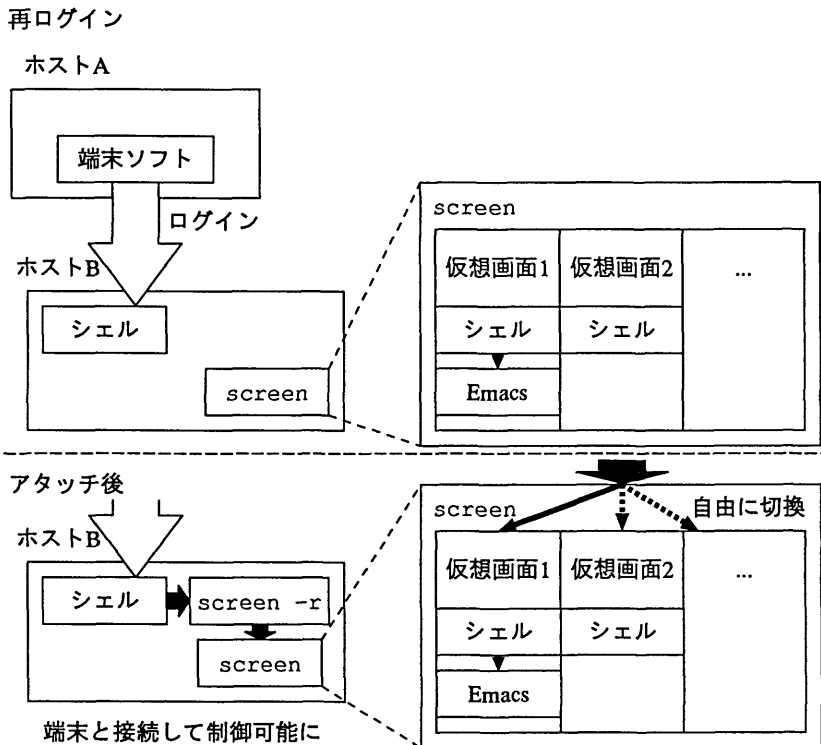 再ログイン
ホストA
端末ソフト
ログイン
ホストB
シェル
screen
screen
仮想画面1 仮想画面2 ...
シェル シェル
Emacs
アタッチ後
ホストB
シェル screen -r
screen
端末と接続して制御可能に
screen 自由に切換
仮想画面1 仮想画面2 ...
シェル シェル
Emacs